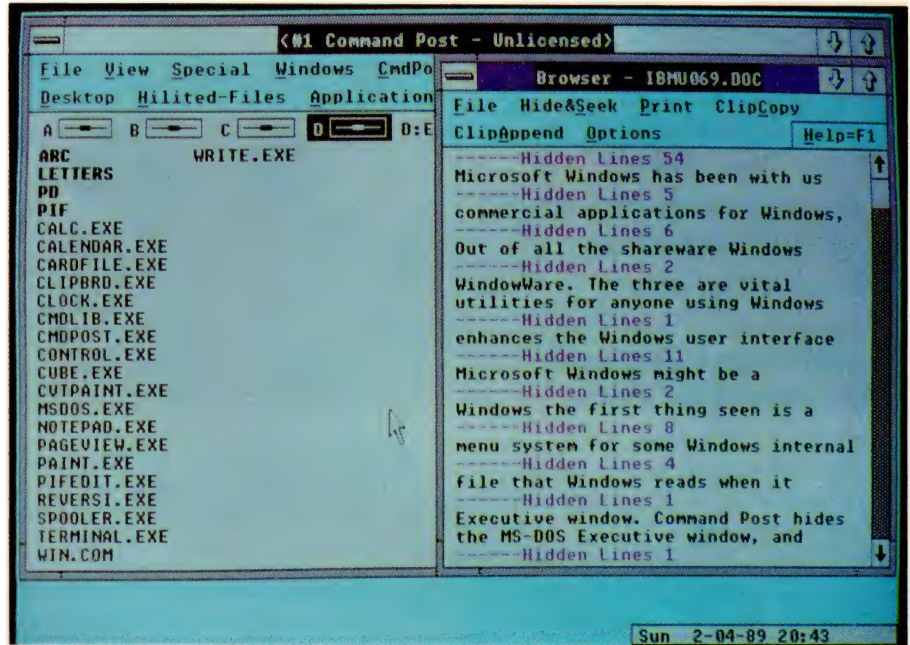 <#1 Command Post - Unlicensed>
File View Special Windows CmdPo
Desktop Hilited-Files Application
A B C D D:E
ARC WRITE.EXE
LETTERS
PD
PIF
CALC.EXE
CALENDAR.EXE
CARDFILE.EXE
CLIPBRD.EXE
CLOCK.EXE
CMDLIB.EXE
CMDPOST.EXE
CONTROL.EXE
CUBE.EXE
CVTPAINT.EXE
MSDOS.EXE
NOTEPAD.EXE
PAGEVIEW.EXE
PAINT.EXE
PIFEDIT.EXE
REVERSI.EXE
SPOOLER.EXE
TERMINAL.EXE
WIN.COM
Browser - IBMU069.DOC
File Hide&Seek Print ClipCopy
ClipAppend Options Help=F1
------Hidden Lines 54
Microsoft Windows has been with us
------Hidden Lines 5
commercial applications for Windows,
------Hidden Lines 6
Out of all the shareware Windows
------Hidden Lines 2
WindowWare. The three are vital
utilities for anyone using Windows
------Hidden Lines 1
enhances the Windows user interface
------Hidden Lines 11
Microsoft Windows might be a
------Hidden Lines 2
Windows the first thing seen is a
------Hidden Lines 8
menu system for some Windows internal
------Hidden Lines 4
file that Windows reads when it
------Hidden Lines 1
Executive window. Command Post hides
the MS-DOS Executive window, and
------Hidden Lines 1
Sun 2-04-89 20:43